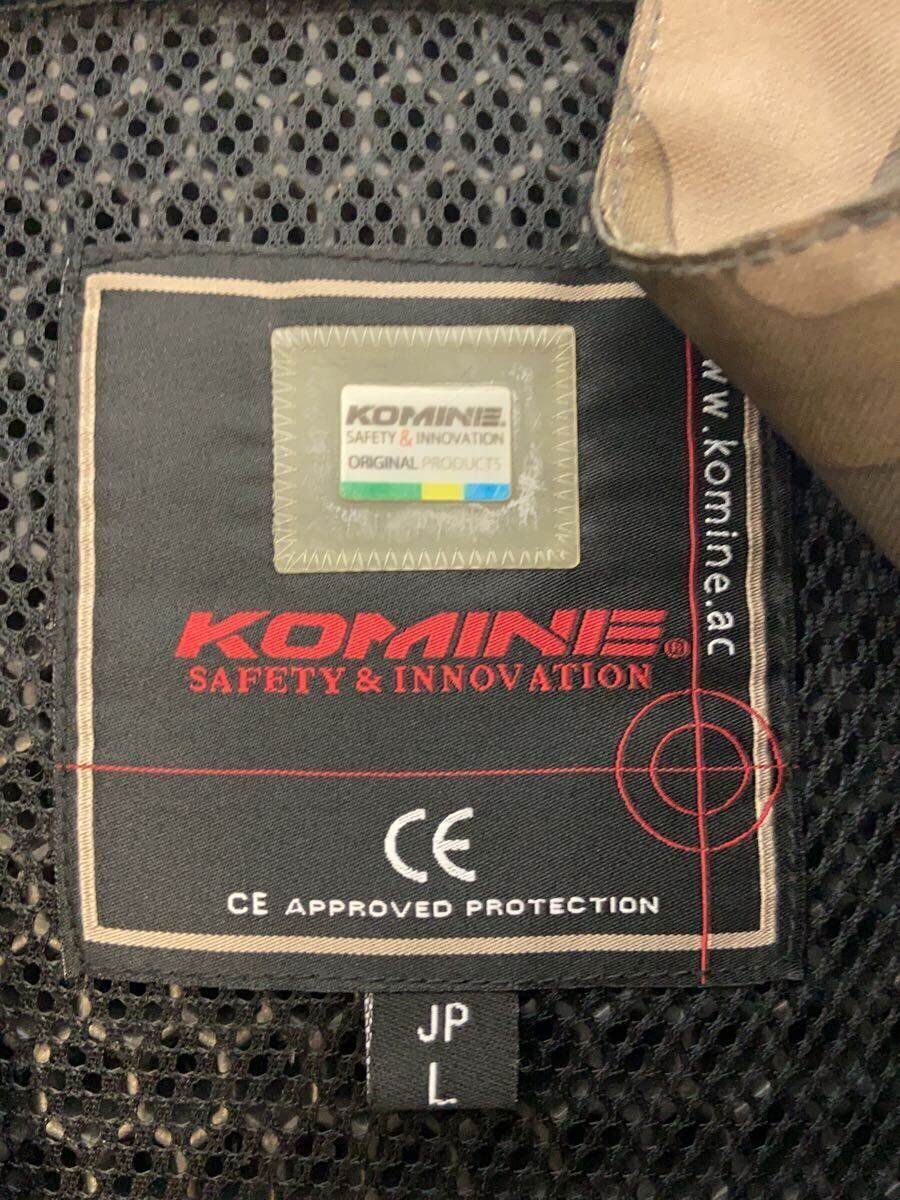 KOMINE
SAFETY & INNOVATION
ORIGINAL PRODUCTS
www.komine.ac
KOMINE®
SAFETY & INNOVATION
CE
CE APPROVED PROTECTION
JP
L